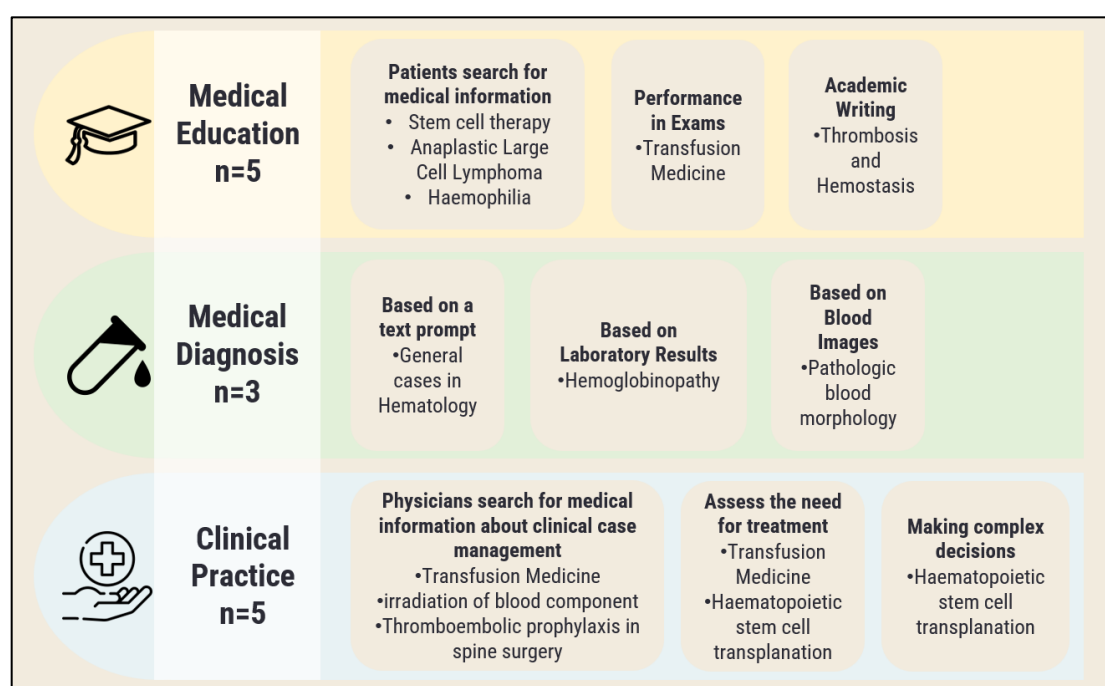 Medical
Education
n=5
Patients search for
medical information
• Stem cell therapy
• Anaplastic Large
Cell Lymphoma
• Haemophilia
Performance
in Exams
•Transfusion
Medicine
Academic
Writing
•Thrombosis
and
Hemostasis
Medical
Diagnosis
n=3
Based on a
text prompt
•General
cases in
Hematology
Based on
Laboratory Results
•Hemoglobinopathy
Based on
Blood
Images
•Pathologic
blood
morphology
Clinical
Practice
n=5
Physicians search for medical
information about clinical case
management
•Transfusion Medicine
•irradiation of blood component
•Thromboembolic prophylaxis in
spine surgery
Assess the need
for treatment
•Transfusion
Medicine
•Haematopoietic
stem cell
transplanation
Making complex
decisions
•Haematopoietic
stem cell
transplanation